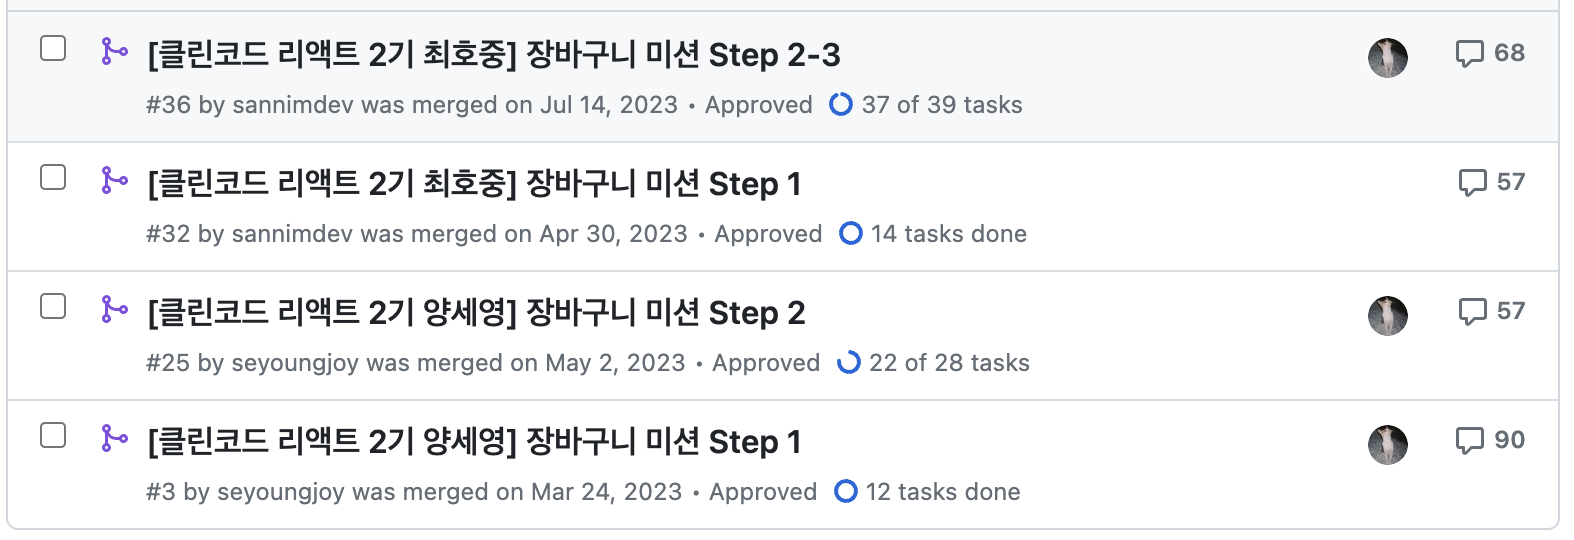 [클린코드 리액트 2기 최호중] 장바구니 미션 Step 2-3
68
#36 by sannimdev was merged on Jul 14, 2023 • Approved 37 of 39 tasks
[클린코드 리액트 2기 최호중] 장바구니 미션 Step 1
57
#32 by sannimdev was merged on Apr 30, 2023 • Approved 14 tasks done
[클린코드 리액트 2기 양세영] 장바구니 미션 Step 2
57
#25 by seyoungjoy was merged on May 2, 2023 • Approved 22 of 28 tasks
[클린코드 리액트 2기 양세영] 장바구니 미션 Step 1
90
#3 by seyoungjoy was merged on Mar 24, 2023 • Approved 12 tasks done